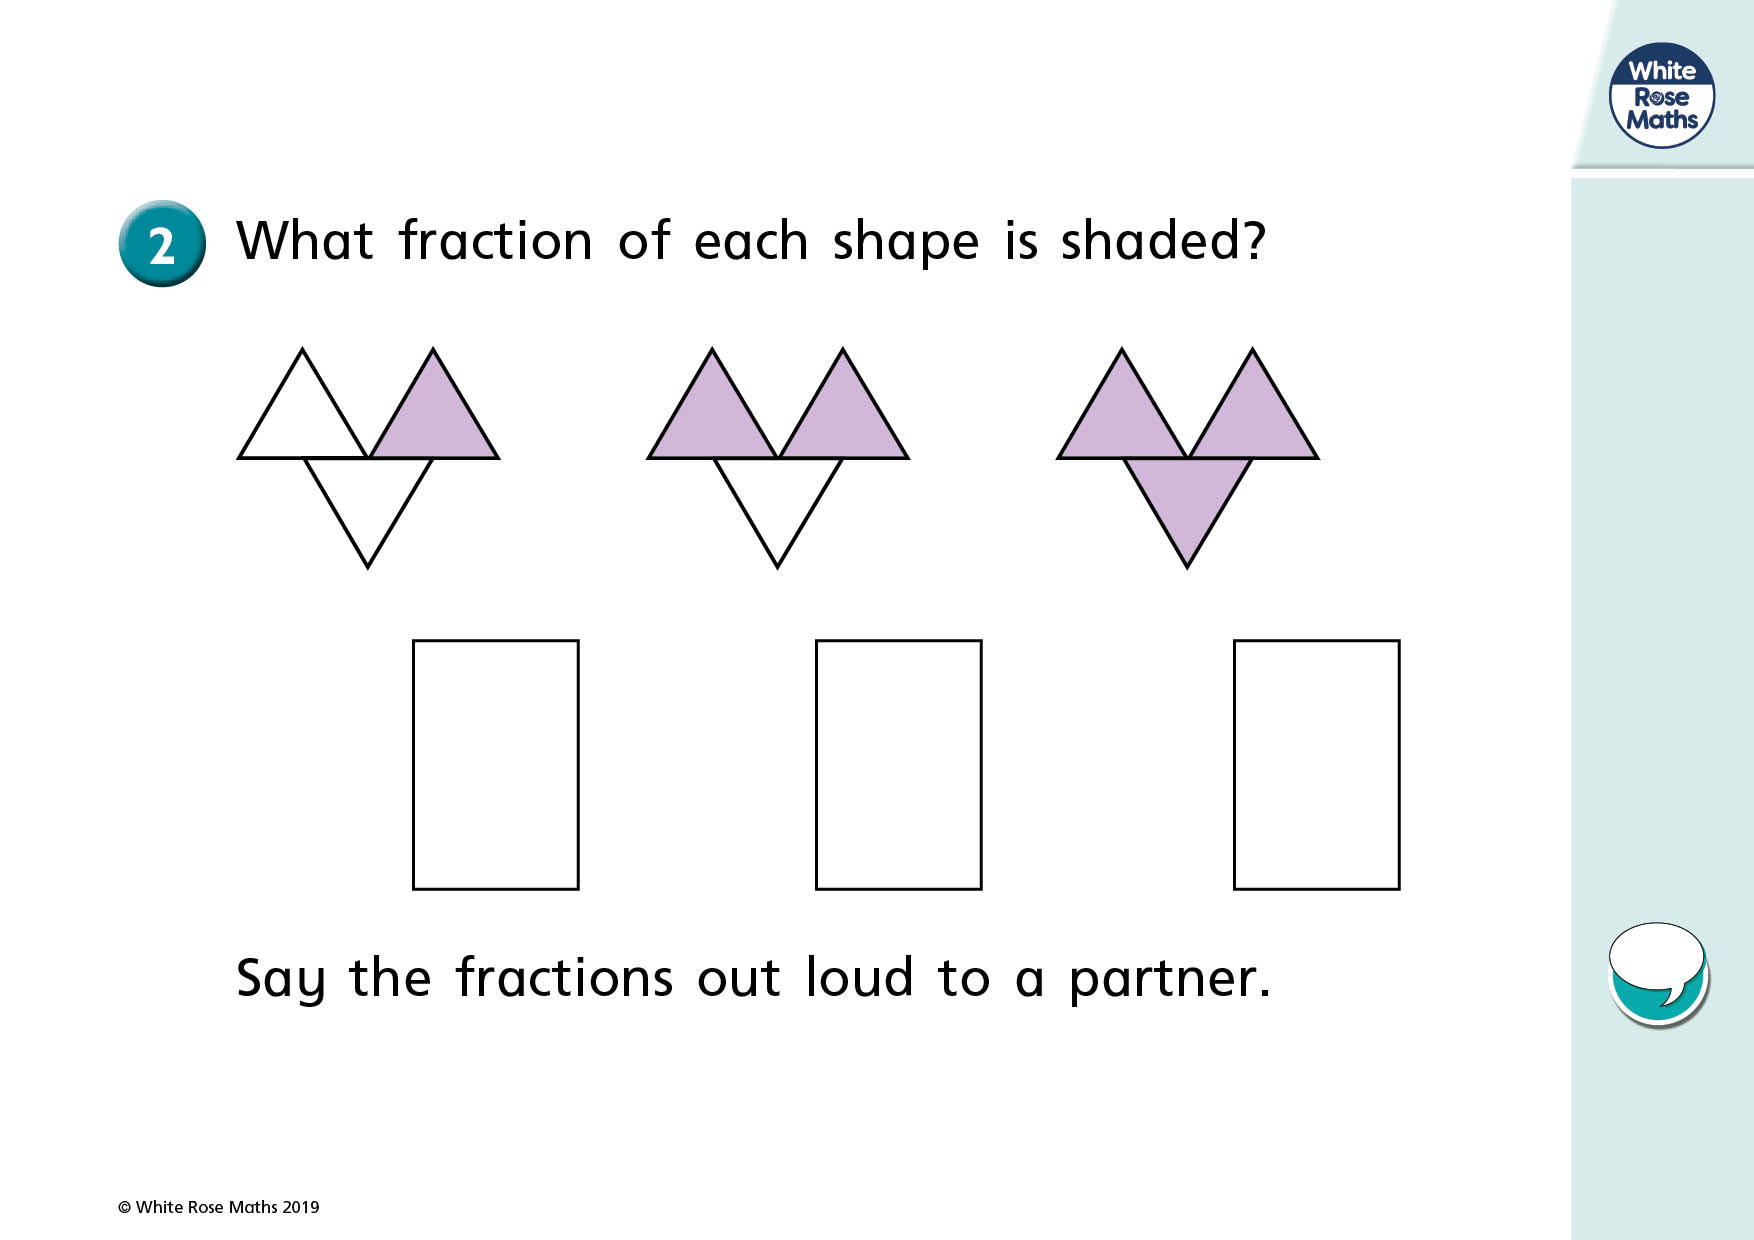 White
Rose
Maths
2 What fraction of each shape is shaded?
Say the fractions out loud to a partner.
© White Rose Maths 2019